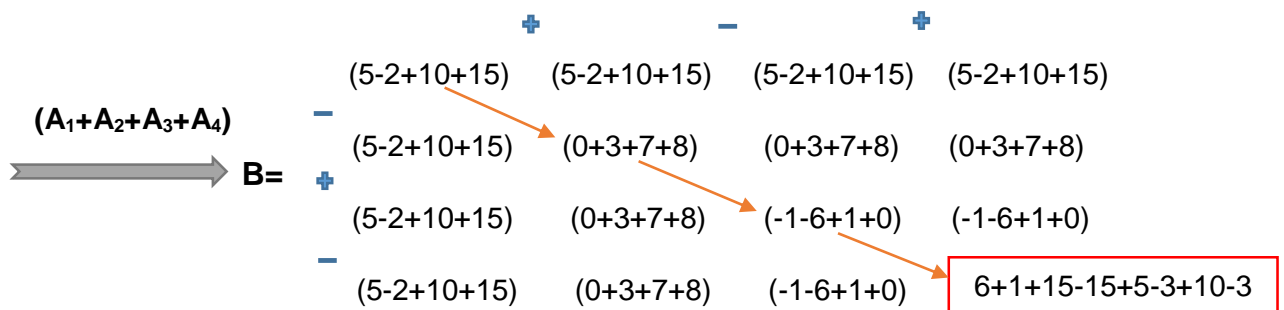 + − +
(5-2+10+15) (5-2+10+15) (5-2+10+15) (5-2+10+15)
(A₁+A₂+A₃+A₄)
−
(5-2+10+15) (0+3+7+8) (0+3+7+8) (0+3+7+8)
B=
+
(5-2+10+15) (0+3+7+8) (-1-6+1+0) (-1-6+1+0)
−
(5-2+10+15) (0+3+7+8) (-1-6+1+0) 6+1+15-15+5-3+10-3